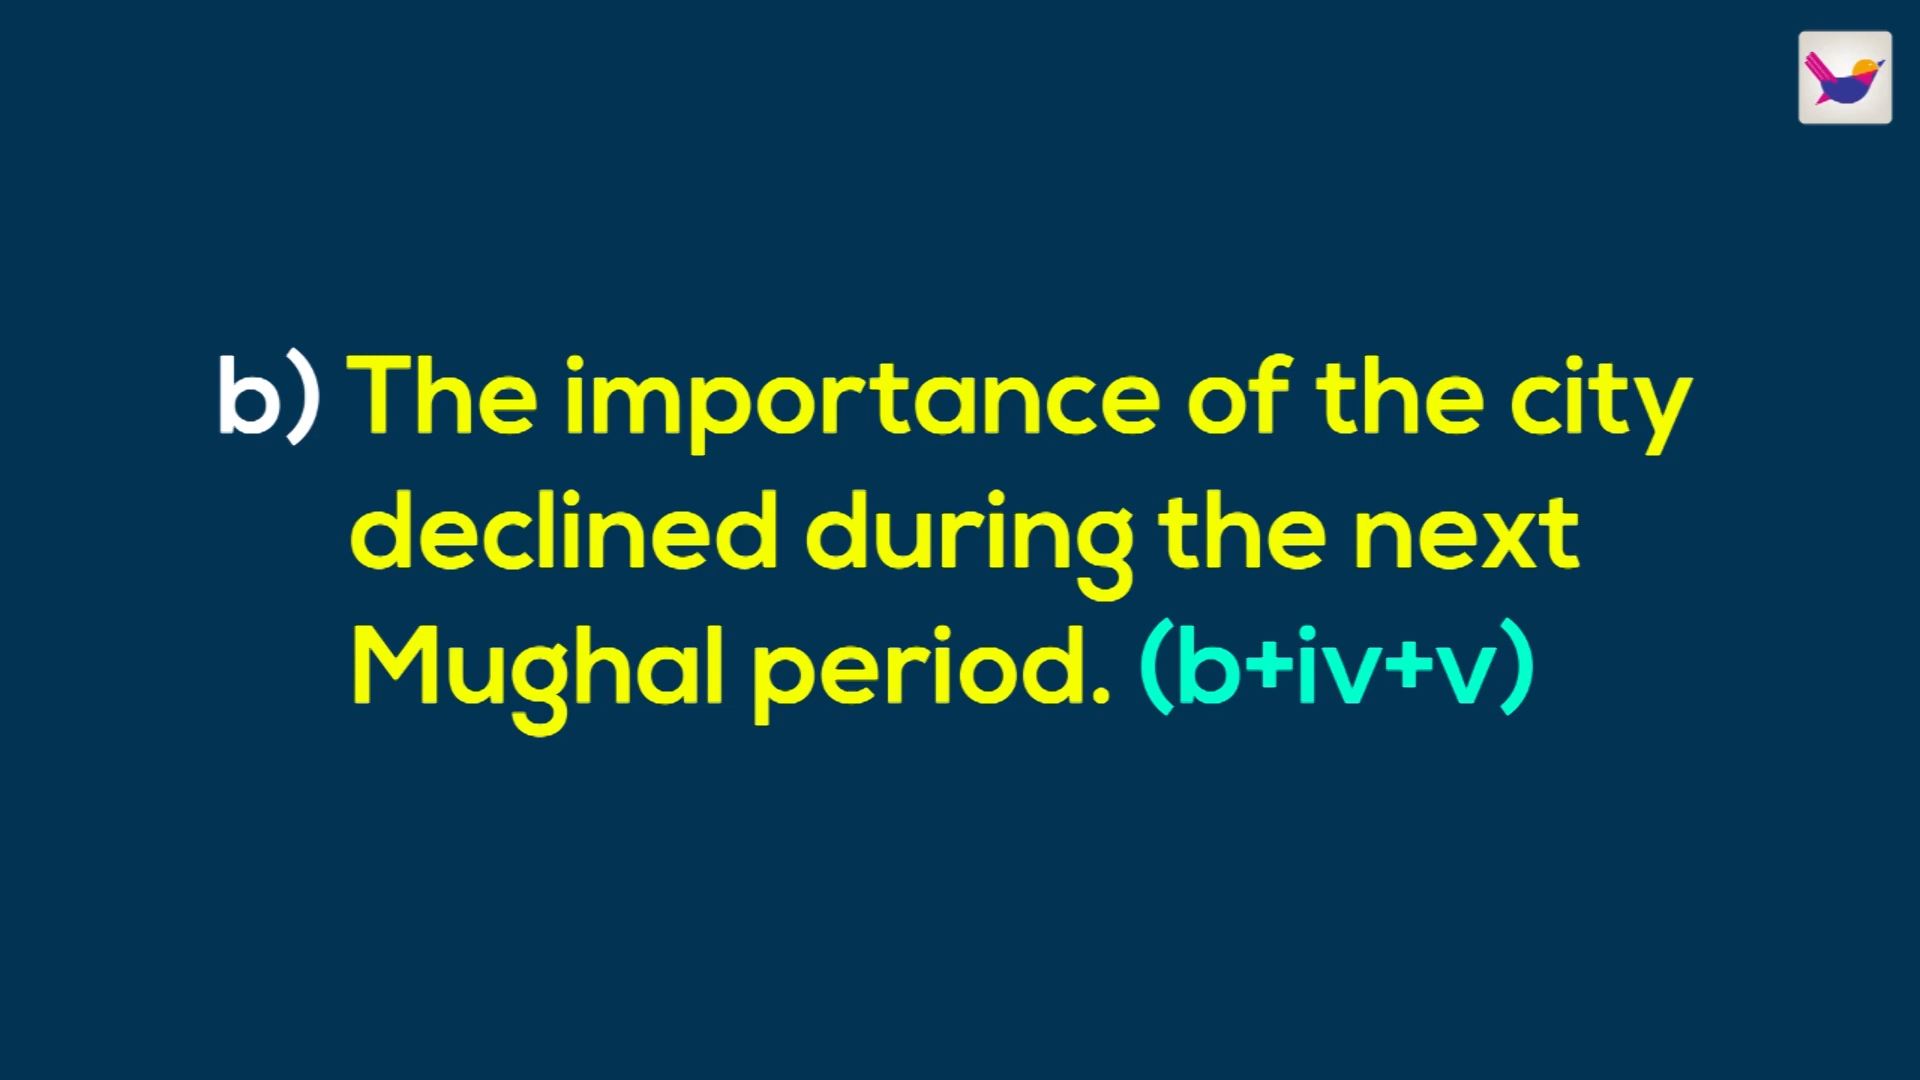 b) The importance of the city
declined during the next
Mughal period. (b+iv+v)